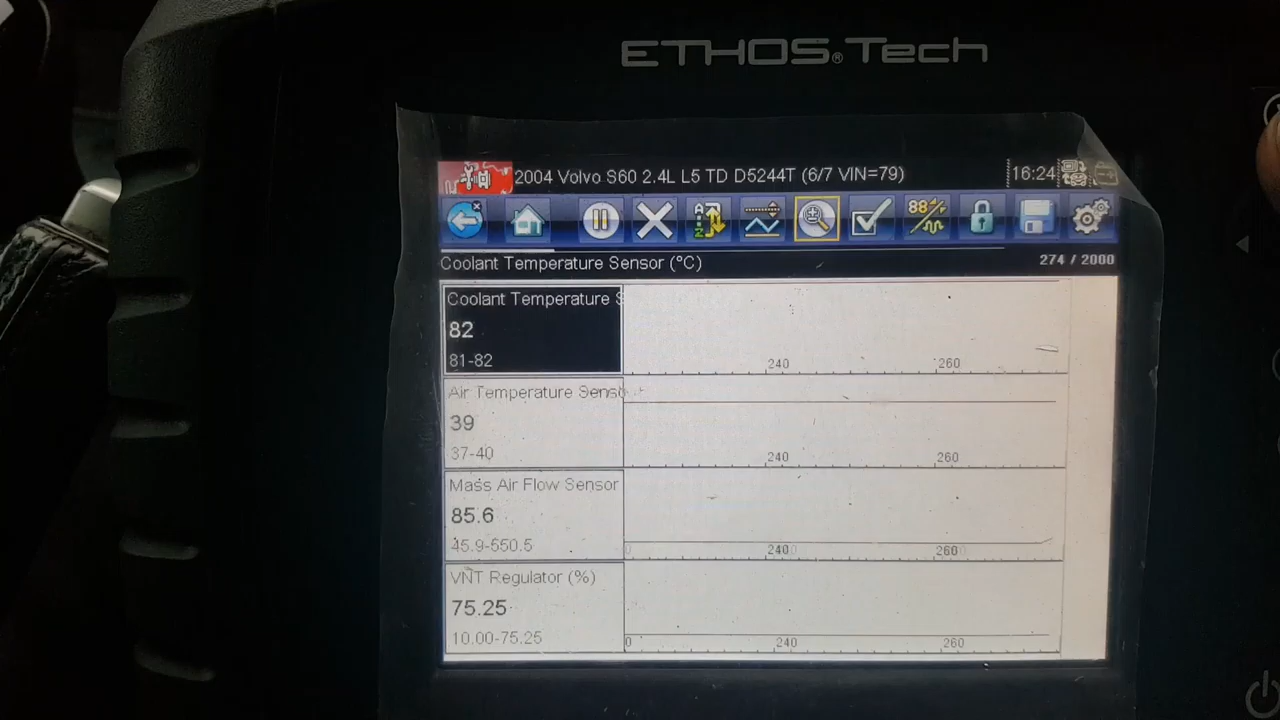 ETHOS® Tech
2004 Volvo S60 2.4L L5 TD D5244T (6/7 VIN=79)
16:24
Coolant Temperature Sensor (°C)
274 / 2000
Coolant Temperature S
82
81-82
240 260
Air Temperature Senso
39
37-40
240 260
Mass Air Flow Sensor
85.6
45.9-550.5
0 240 260
VNT Regulator (%)
75.25
10.00-75.25
0 240 260